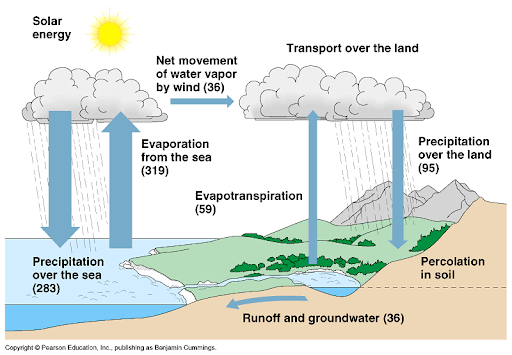 Solar
energy
Net movement
of water vapor
by wind (36)
Transport over the land
Evaporation
from the sea
(319)
Precipitation
over the land
(95)
Evapotranspiration
(59)
Precipitation
over the sea
(283)
Percolation
in soil
Runoff and groundwater (36)
Copyright © Pearson Education, Inc., publishing as Benjamin Cummings.